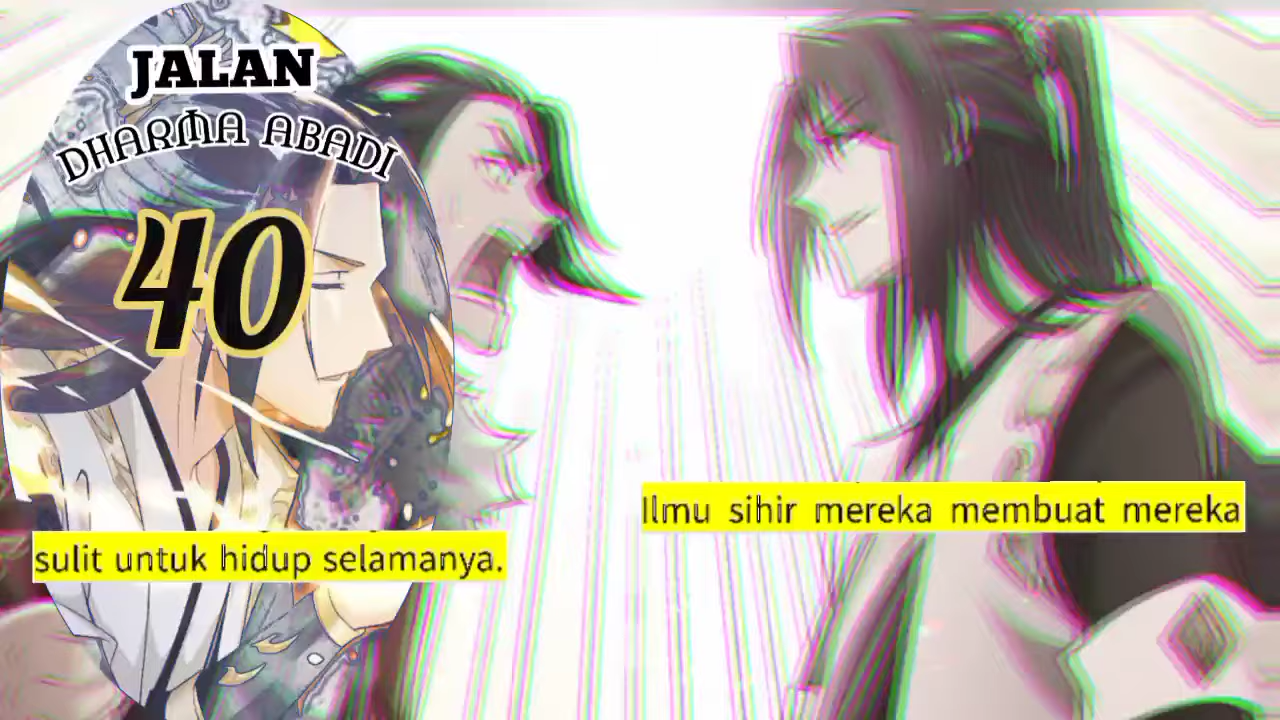 JALAN
DHARMA ABADI
40
Ilmu sihir mereka membuat mereka
sulit untuk hidup selamanya.